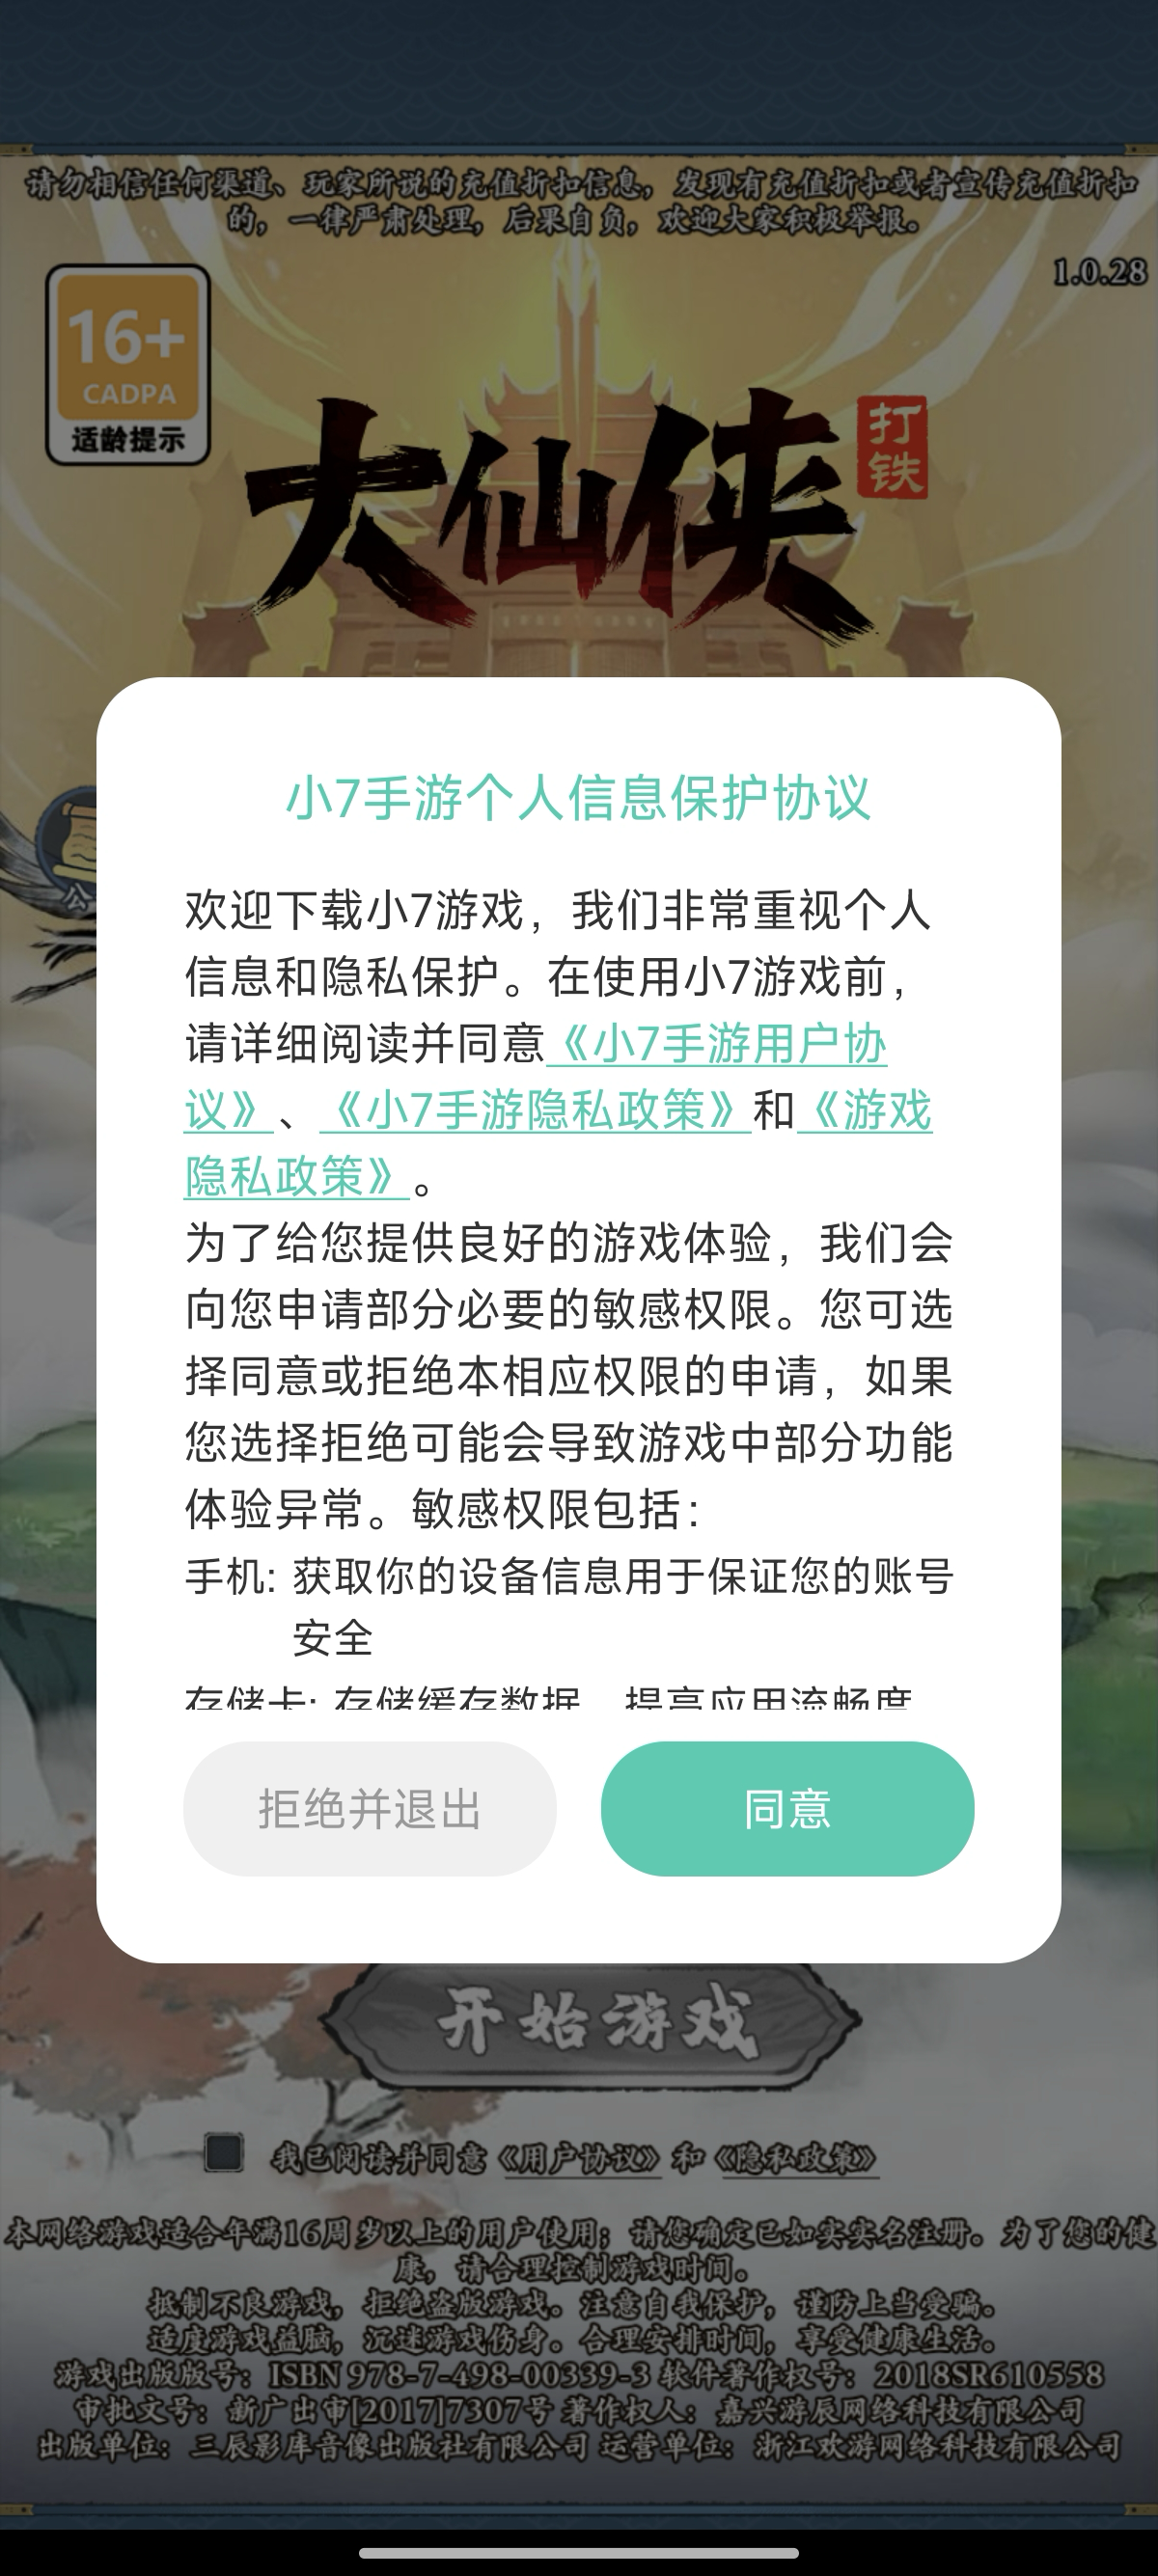 请勿相信任何渠道、玩家所说的充值折扣信息，发现有充值折扣或者宣传充值折扣
的，一律严肃处理，后果自负，欢迎大家积极举报。
1.0.28
16+
CADPA
适龄提示
大仙侠
打铁
小7手游个人信息保护协议
欢迎下载小7游戏，我们非常重视个人
信息和隐私保护。在使用小7游戏前，
请详细阅读并同意《小7手游用户协
议》、《小7手游隐私政策》和《游戏
隐私政策》。
为了给您提供良好的游戏体验，我们会
向您申请部分必要的敏感权限。您可选
择同意或拒绝本相应权限的申请，如果
您选择拒绝可能会导致游戏中部分功能
体验异常。敏感权限包括：
手机: 获取你的设备信息用于保证您的账号
安全
存储卡: 存储缓存数据，提高应用流畅度
公
拒绝并退出
同意
开始游戏
我已阅读并同意《用户协议》和《隐私政策》
本网络游戏适合年满16周岁以上的用户使用；请您确定已如实实名注册。为了您的健
康，请合理控制游戏时间。
抵制不良游戏，拒绝盗版游戏。注意自我保护，谨防上当受骗。
适度游戏益脑，沉迷游戏伤身。合理安排时间，享受健康生活。
游戏出版版号：ISBN 978-7-498-00339-3 软件著作权号：2018SR610558
审批文号：新广出审[2017]7307号 著作权人：嘉兴游辰网络科技有限公司
出版单位：三辰影库音像出版社有限公司 运营单位：浙江欢游网络科技有限公司